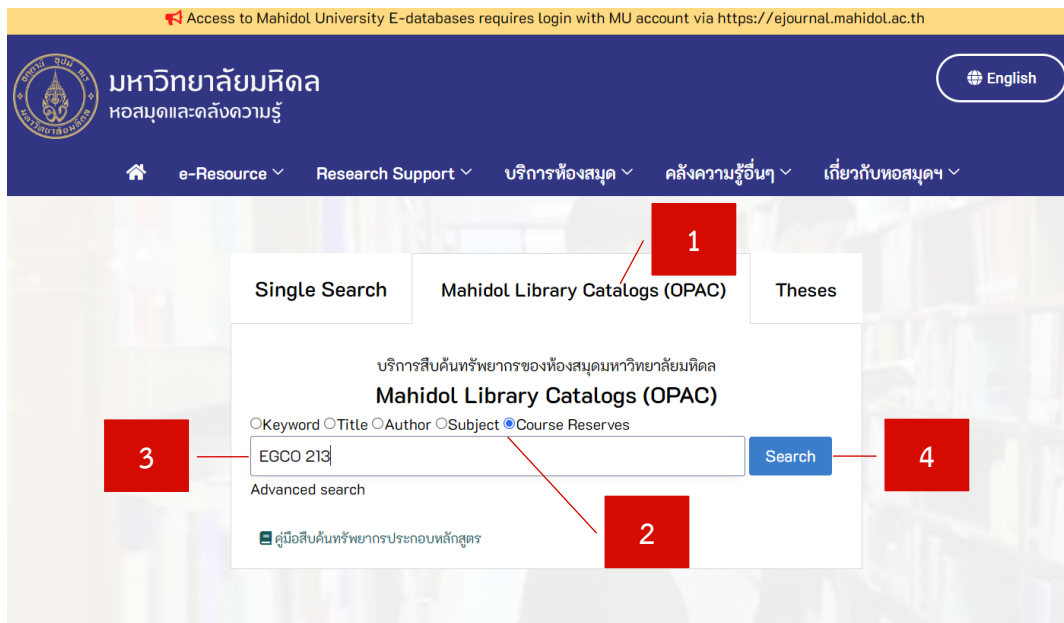 Access to Mahidol University E-databases requires login with MU account via https://ejournal.mahidol.ac.th
มหาวิทยาลัยมหิดล
หอสมุดและคลังความรู้
English
e-Resource Research Support บริการห้องสมุด คลังความรู้อื่นๆ เกี่ยวกับหอสมุดฯ
1
Single Search Mahidol Library Catalogs (OPAC) Theses
บริการสืบค้นทรัพยากรของห้องสมุดมหาวิทยาลัยมหิดล
Mahidol Library Catalogs (OPAC)
Keyword Title Author Subject Course Reserves
3 EGCO 213 Search 4
Advanced search
2
คู่มือสืบค้นทรัพยากรประกอบหลักสูตร